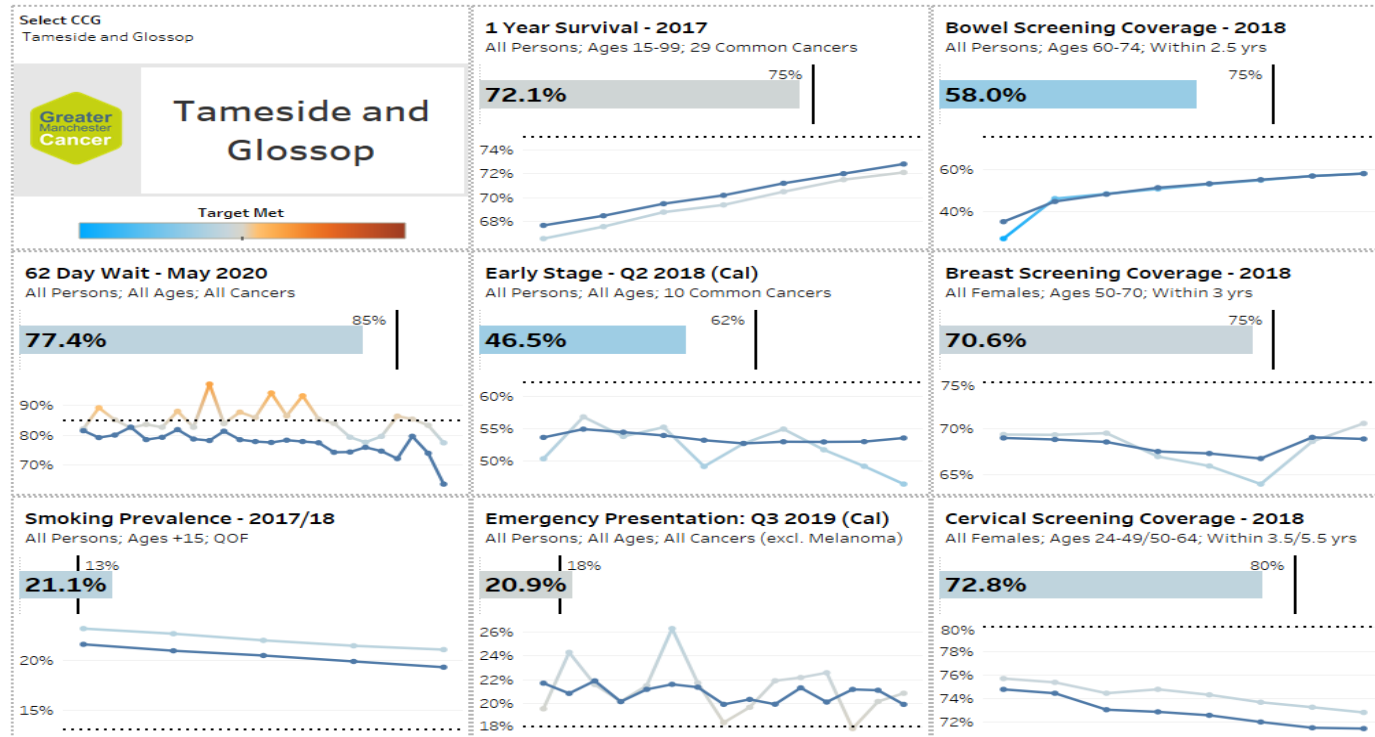 Select CCG
Tameside and Glossop
Greater
Manchester
Cancer
Tameside and
Glossop
Target Met
1 Year Survival - 2017
All Persons; Ages 15-99; 29 Common Cancers
75%
72.1%
74%
72%
70%
68%
Bowel Screening Coverage - 2018
All Persons; Ages 60-74; Within 2.5 yrs
75%
58.0%
60%
40%
62 Day Wait - May 2020
All Persons; All Ages; All Cancers
85%
77.4%
90%
80%
70%
Early Stage - Q2 2018 (Cal)
All Persons; All Ages; 10 Common Cancers
62%
46.5%
60%
55%
50%
Breast Screening Coverage - 2018
All Females; Ages 50-70; Within 3 yrs
75%
70.6%
75%
70%
65%
Smoking Prevalence - 2017/18
All Persons; Ages +15; QOF
13%
21.1%
20%
15%
Emergency Presentation: Q3 2019 (Cal)
All Persons; All Ages; All Cancers (excl. Melanoma)
18%
20.9%
26%
24%
22%
20%
18%
Cervical Screening Coverage - 2018
All Females; Ages 24-49/50-64; Within 3.5/5.5 yrs
80%
72.8%
80%
78%
76%
74%
72%